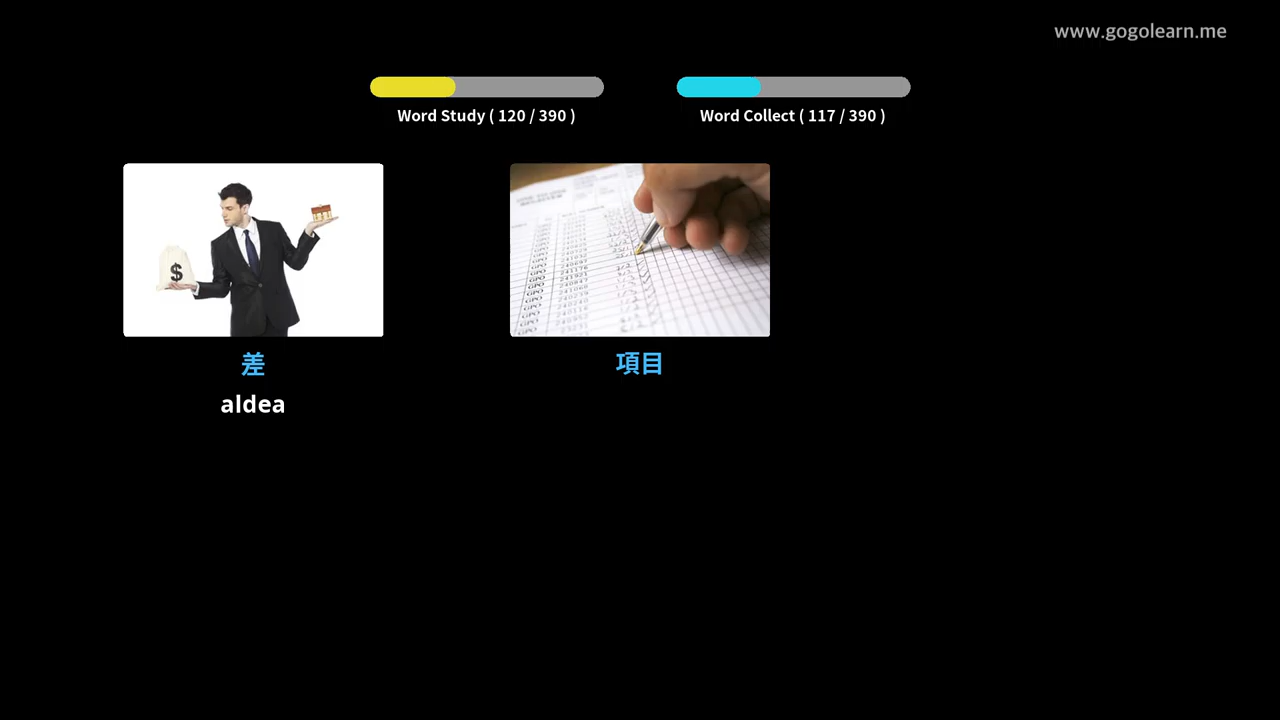 www.gogolearn.me
Word Study ( 120 / 390 )
Word Collect ( 117 / 390 )
$
差
aldea
項目